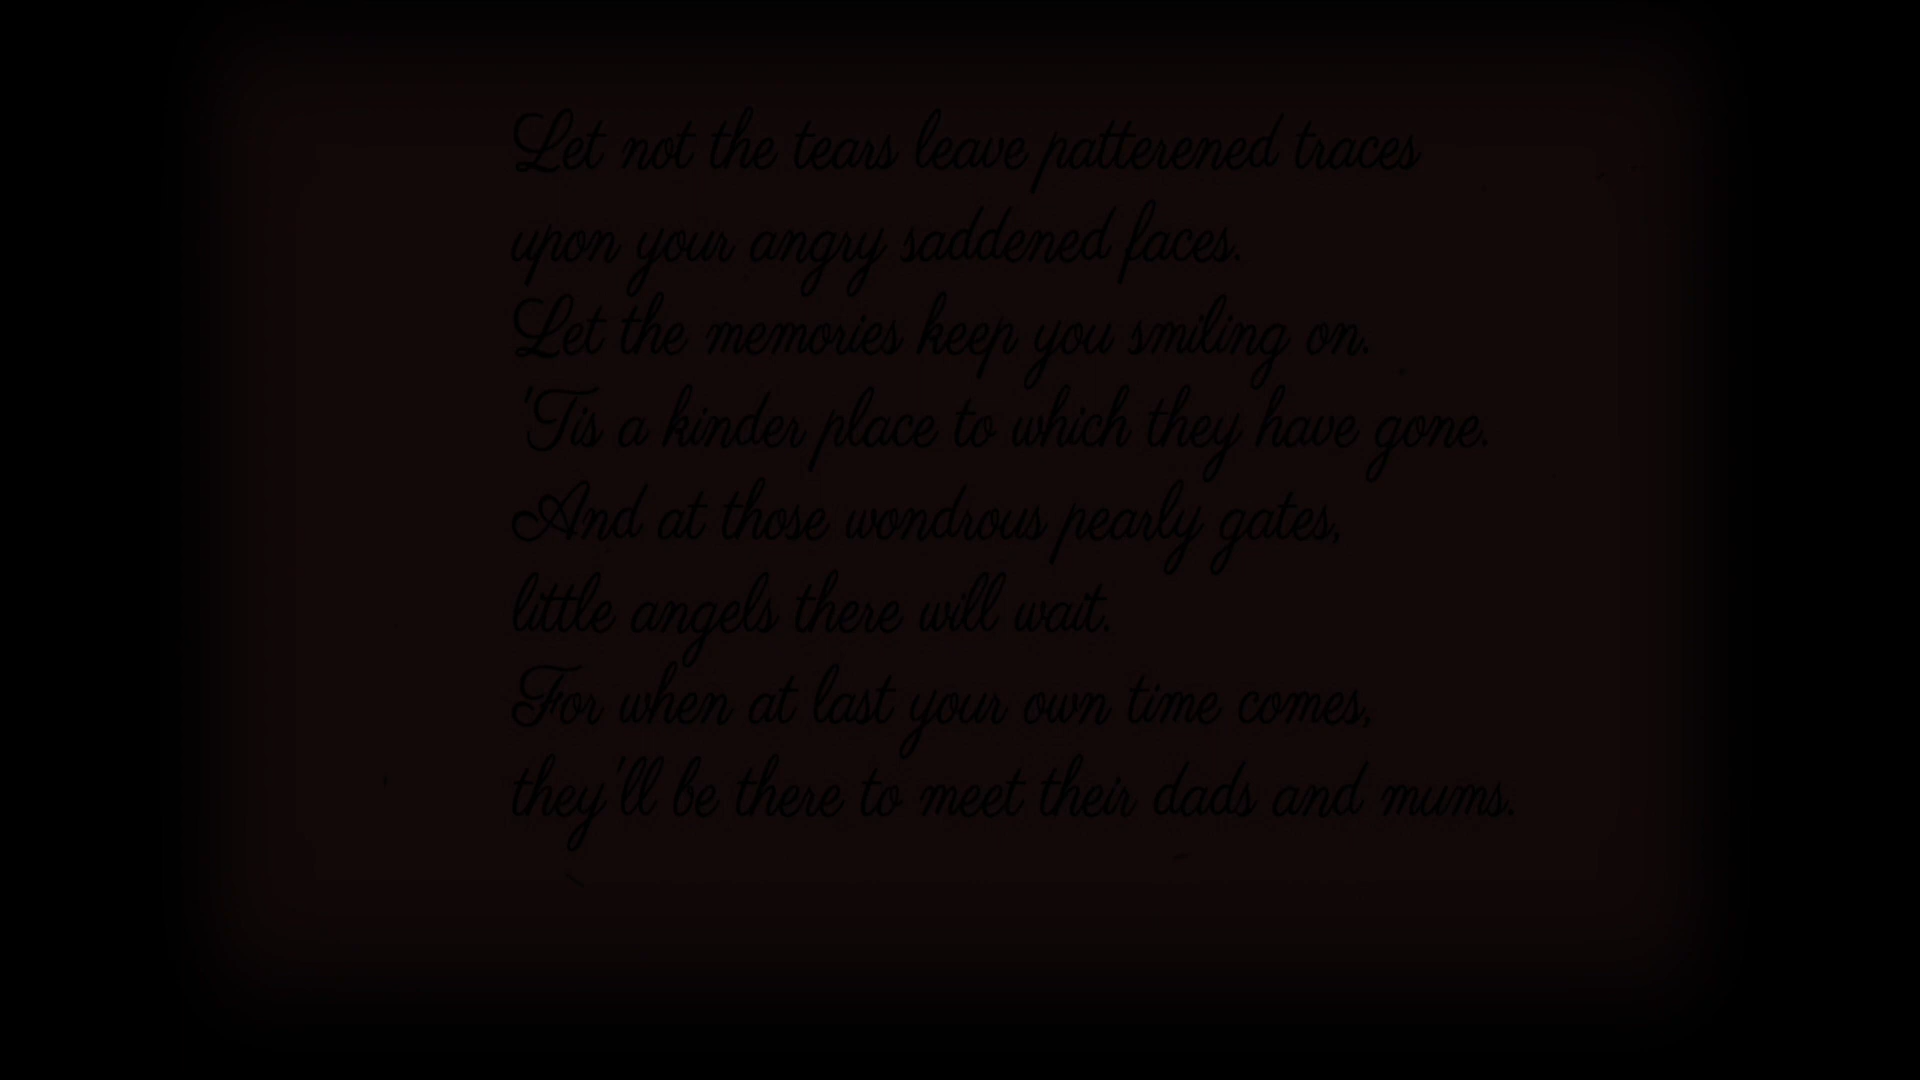 Let not the tears leave patterened traces
upon your angry saddened faces.
Let the memories keep you smiling on.
'Tis a kinder place to which they have gone.
And at those wondrous pearly gates,
little angels there will wait.
For when at last your own time comes,
they'll be there to meet their dads and mums.